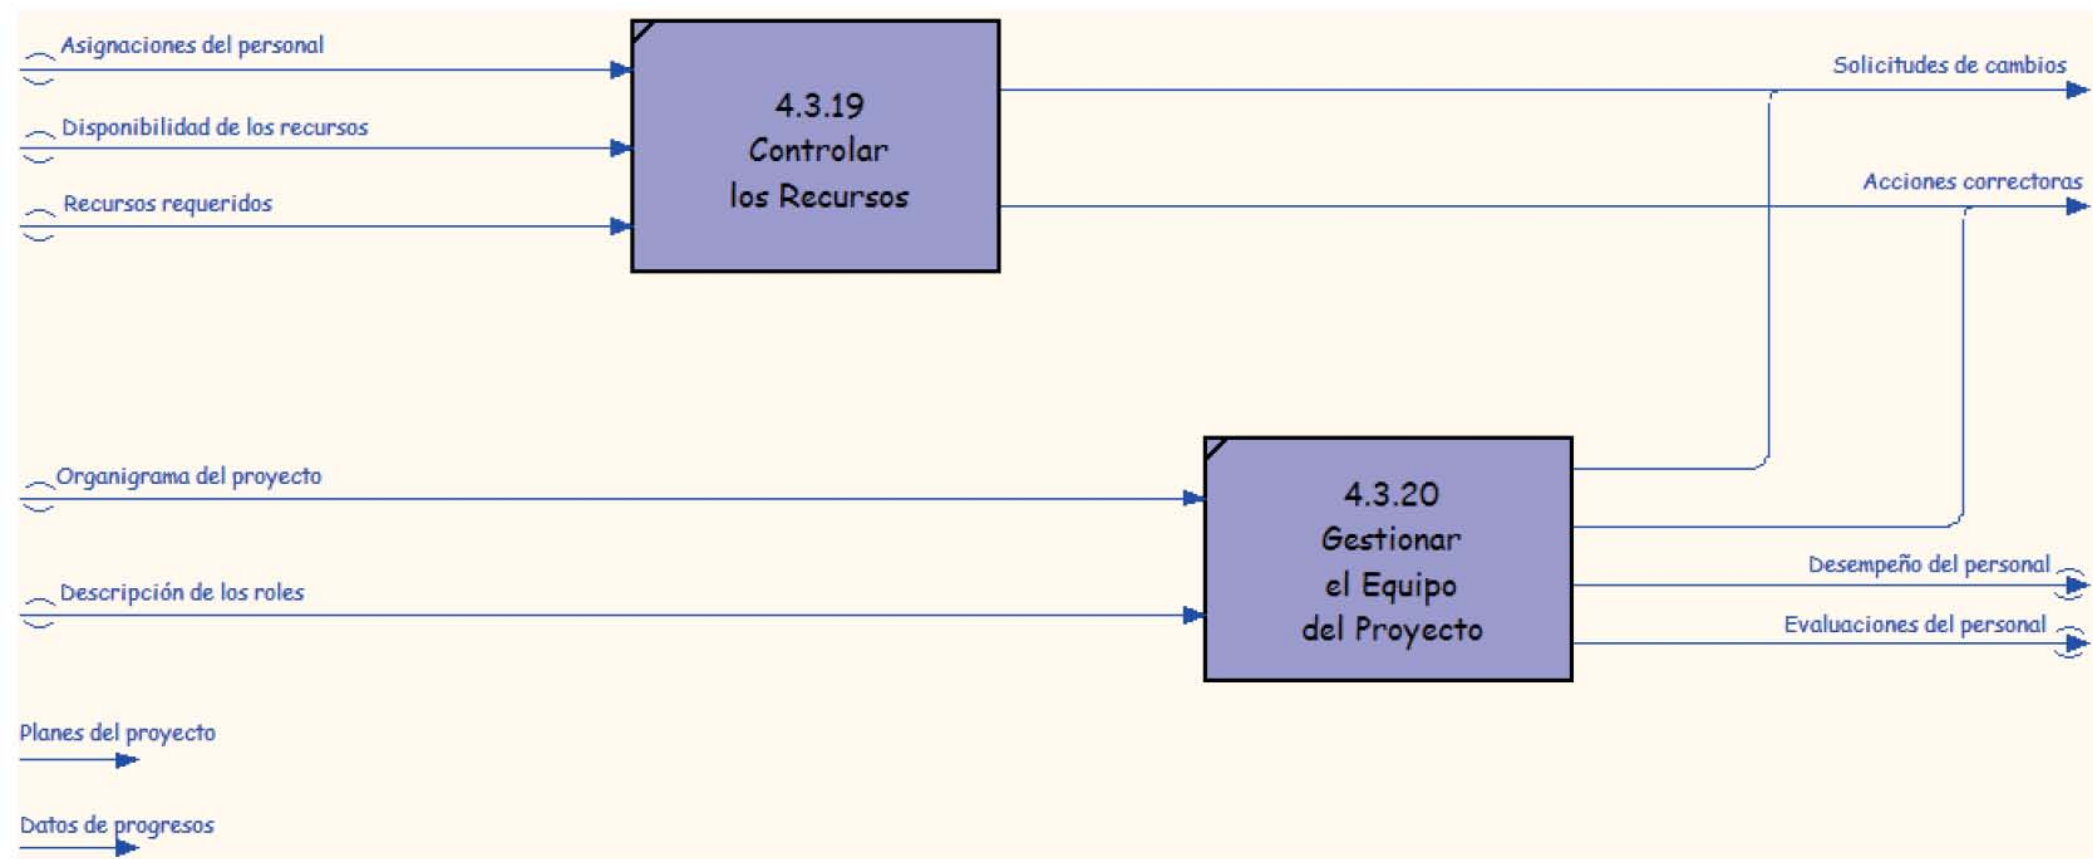 Asignaciones del personal
Disponibilidad de los recursos
Recursos requeridos
4.3.19
Controlar
los Recursos
Solicitudes de cambios
Acciones correctoras
Organigrama del proyecto
Descripción de los roles
4.3.20
Gestionar
el Equipo
del Proyecto
Desempeño del personal
Evaluaciones del personal
Planes del proyecto
Datos de progresos